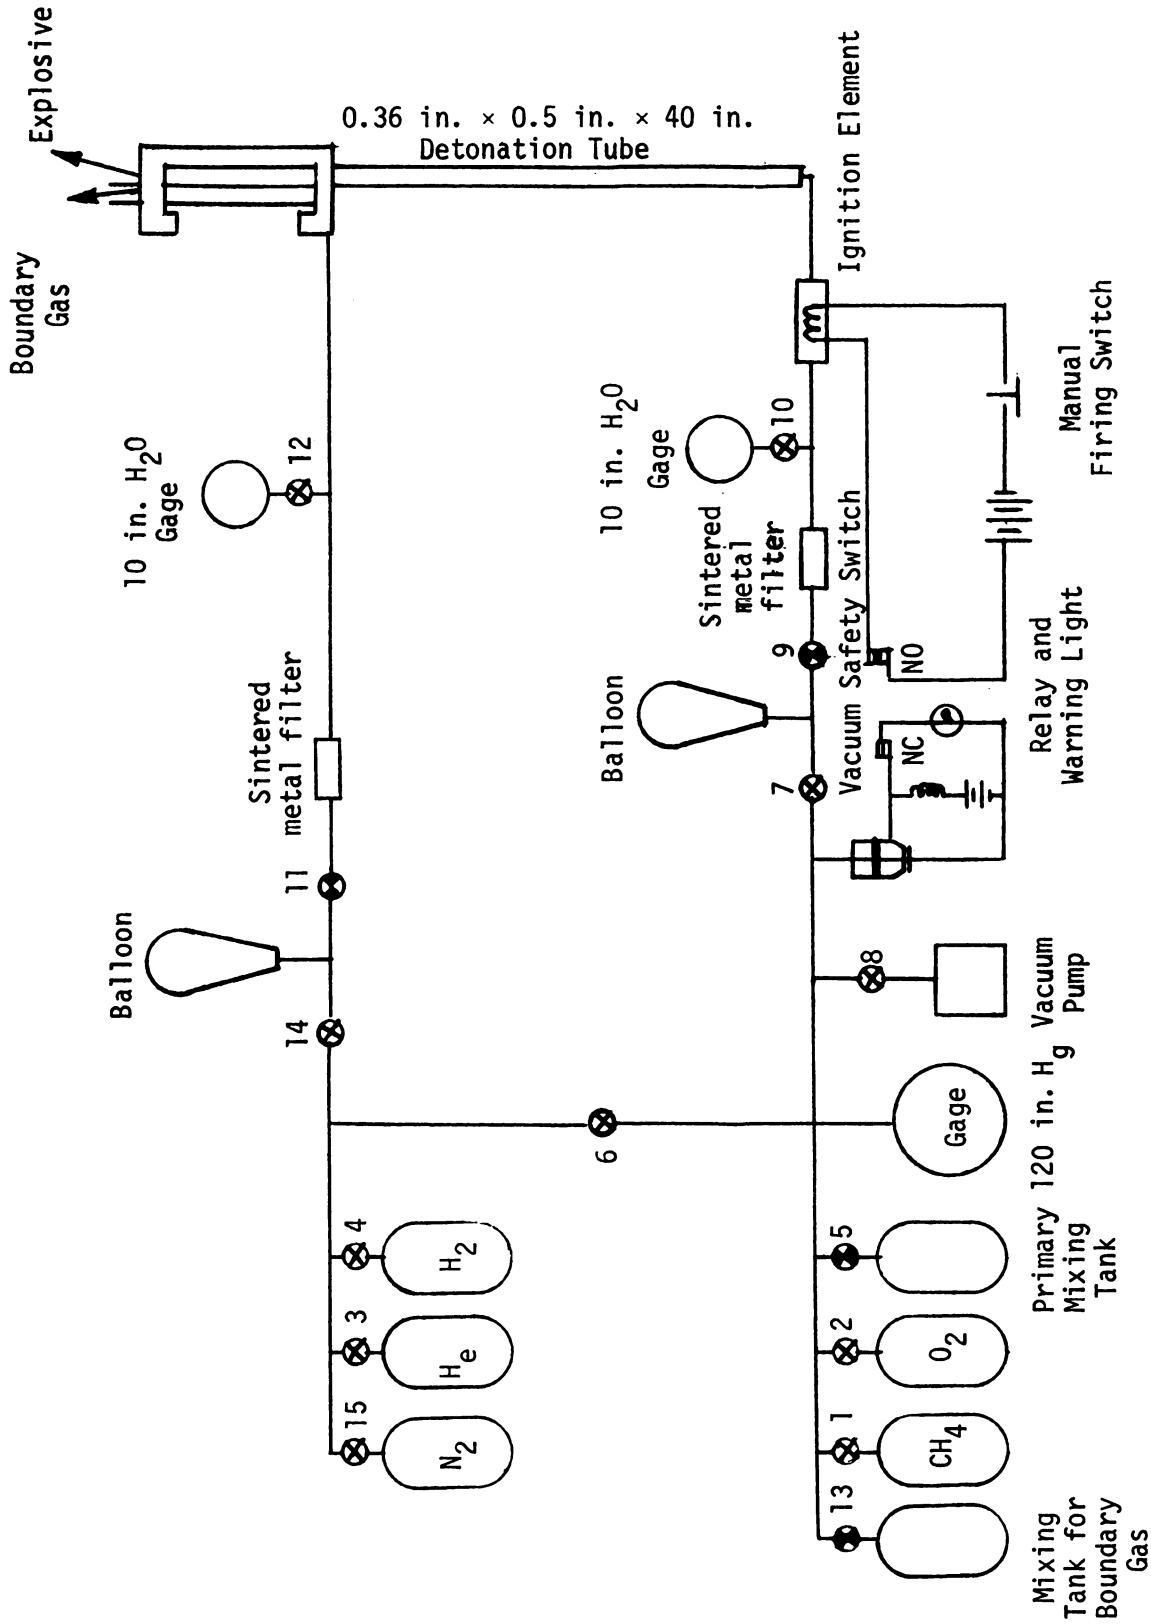 Explosive
Boundary
Gas
0.36 in. × 0.5 in. × 40 in.
Detonation Tube
Ignition Element
10 in. H2O
Gage
12
Sintered
metal filter
11
Balloon
14
10 in. H2O
Gage
10
Sintered
metal
filter
9
Balloon
7
Vacuum Safety Switch
NO
NC
Manual
Firing Switch
Relay and
Warning Light
8
Vacuum
Pump
6
Gage
120 in. Hg
4
H2
3
He
15
N2
5
Primary
Mixing
Tank
2
O2
1
CH4
13
Mixing
Tank for
Boundary
Gas